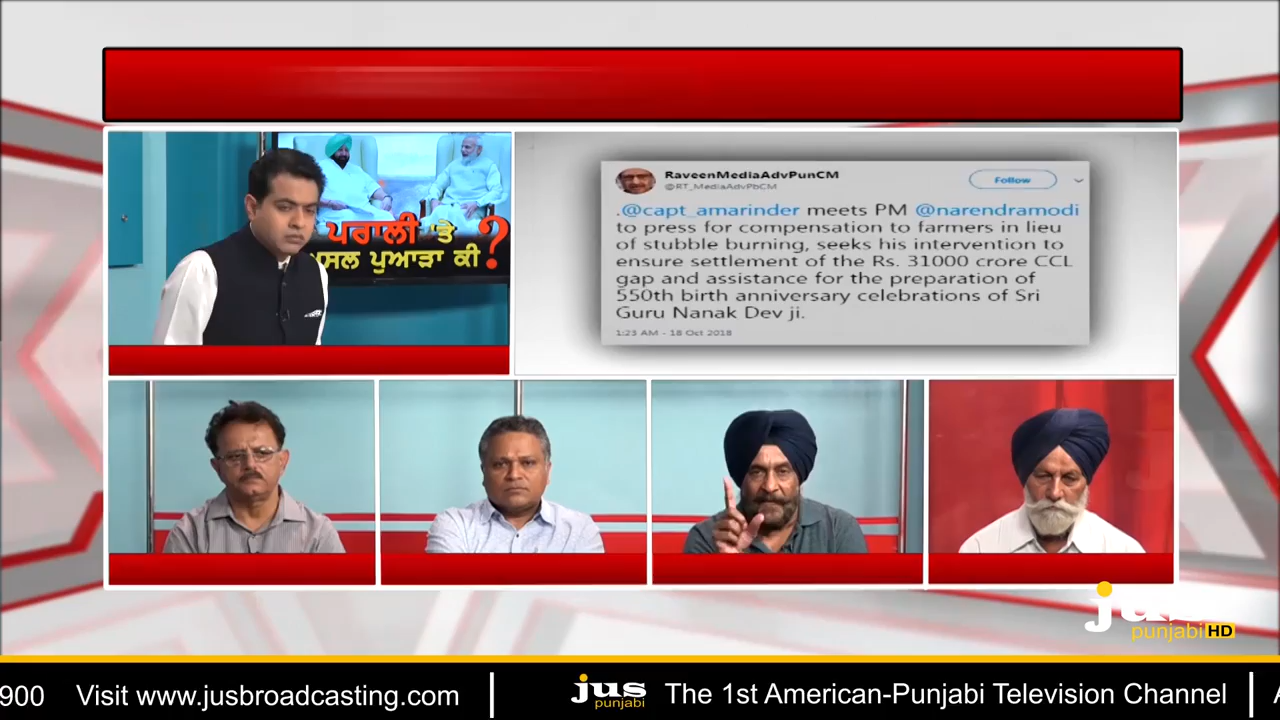 ਪਰਾਲੀ 'ਤੇ
ਅਸਲ ਪੁਆੜਾ ਕੀ ?
RaveenMediaAdvPunCM
@RT_MediaAdvPbCM
Follow
.@capt_amarinder meets PM @narendramodi
to press for compensation to farmers in lieu
of stubble burning, seeks his intervention to
ensure settlement of the Rs. 31000 crore CCL
gap and assistance for the preparation of
550th birth anniversary celebrations of Sri
Guru Nanak Dev ji.
1:23 AM - 18 Oct 2018
jus
punjabi HD
900 Visit www.jusbroadcasting.com | jus punjabi The 1st American-Punjabi Television Channel | A